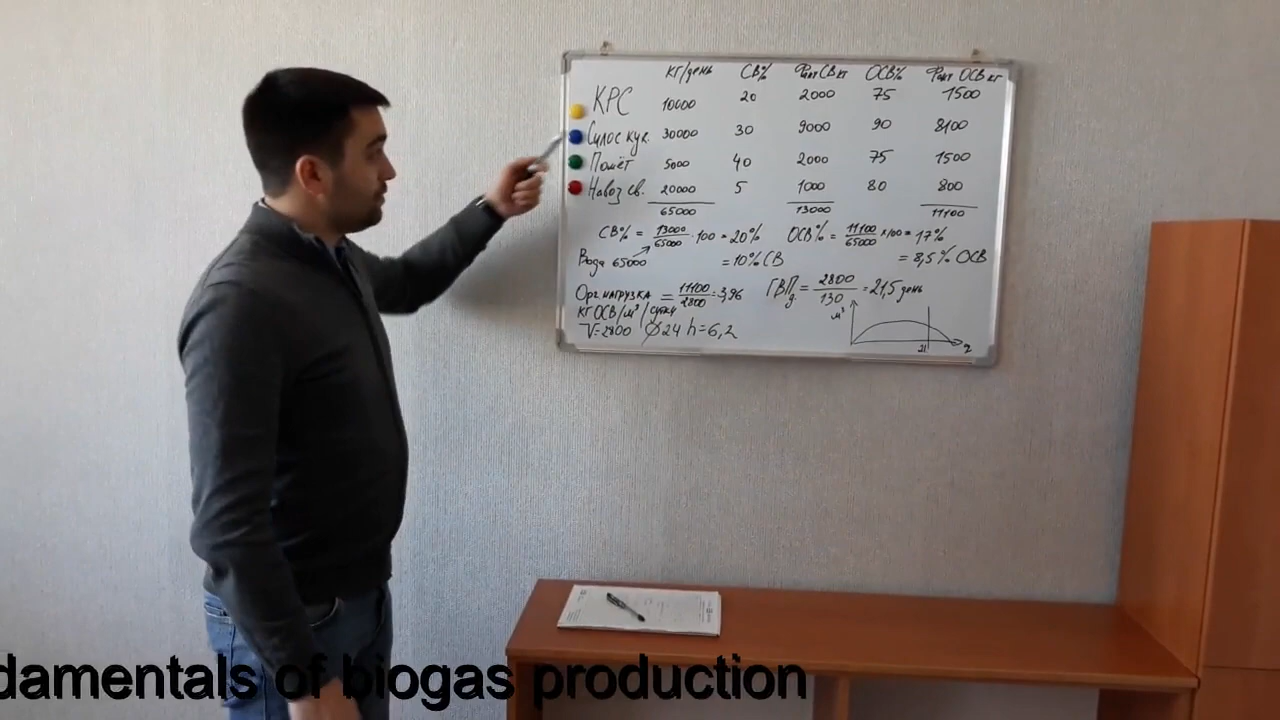 кг/день СВ% Факт СВ кг ОСВ% Факт ОСВ кг
КРС 10000 20 2000 75 1500
Силос кук. 30000 30 9000 90 8100
Помёт 5000 40 2000 75 1500
Навоз св. 20000 5 1000 80 800
65000 13000 11100
СВ% = 13000/65000 · 100 = 20% ОСВ% = 11100/65000 × 100 = 17%
Вода 65000 = 10% СВ = 8,5% ОСВ
Орг. нагрузка = 11100/2800 = 3,96 ГВПд = 2800/130 = 21,5 день
кг ОСВ/м³/сутки м³
V=2800 Ø24 h=6,2 21
damentals of biogas production